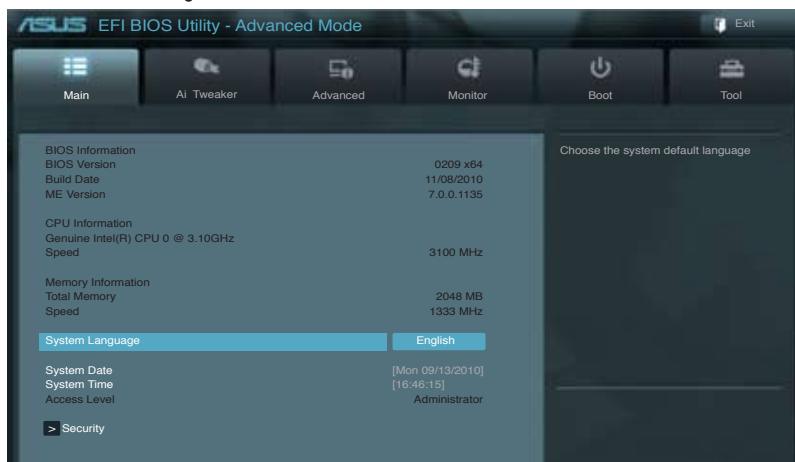 ASUS EFI BIOS Utility - Advanced Mode
Exit
Main
Ai Tweaker
Advanced
Monitor
Boot
Tool
BIOS Information
BIOS Version 0209 x64
Build Date 11/08/2010
ME Version 7.0.0.1135
CPU Information
Genuine Intel(R) CPU 0 @ 3.10GHz
Speed 3100 MHz
Memory Information
Total Memory 2048 MB
Speed 1333 MHz
System Language English
System Date [Mon 09/13/2010]
System Time [16:46:15]
Access Level Administrator
> Security
Choose the system default language